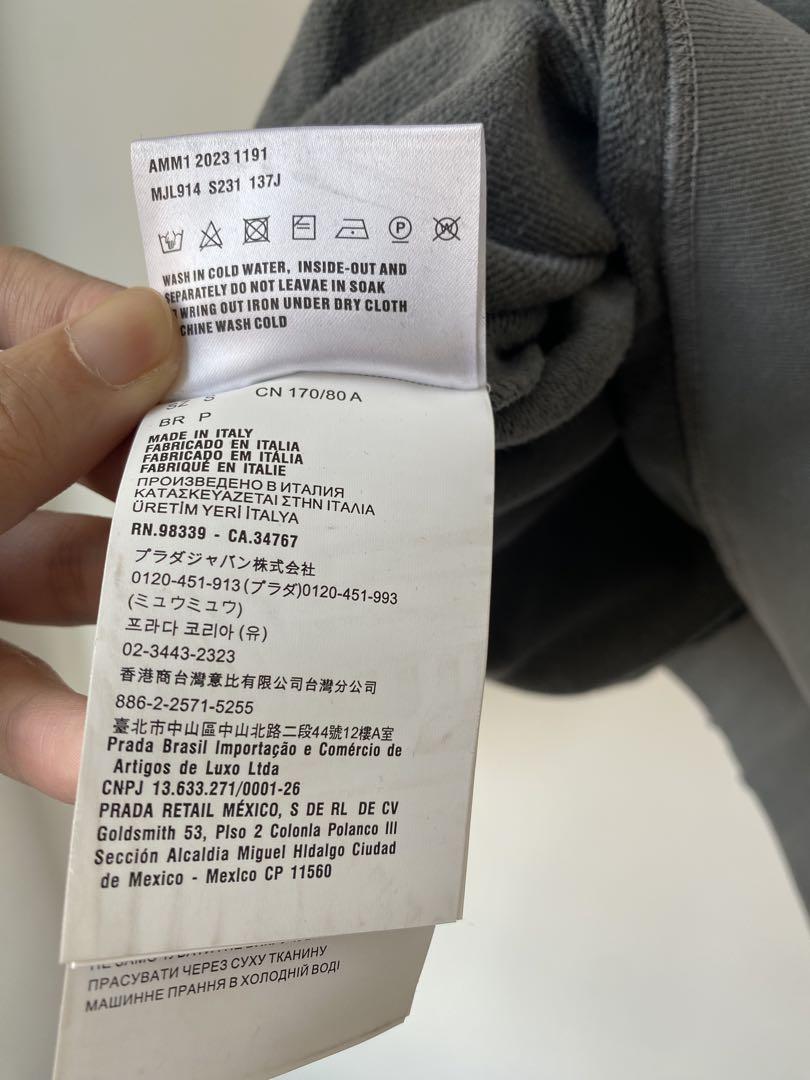 AMM1 2023 1191
MJL914 S231 137J
WASH IN COLD WATER, INSIDE-OUT AND
SEPARATELY DO NOT LEAVAE IN SOAK
WRING OUT IRON UNDER DRY CLOTH
CHINE WASH COLD
SZ S CN 170/80 A
BR P
MADE IN ITALY
FABRICADO EN ITALIA
FABRICADO EM ITÁLIA
FABRIQUÉ EN ITALIE
ПРОИЗВЕДЕНО В ИТАЛИЯ
ΚΑΤΑΣΚΕΥΑΖΕΤΑΙ ΣΤΗΝ ΙΤΑΛΙΑ
ÜRETİM YERİ İTALYA
RN.98339 - CA.34767
プラダジャパン株式会社
0120-451-913 (プラダ)0120-451-993
(ミュウミュウ)
프라다 코리아 (유)
02-3443-2323
香港商台灣意比有限公司台灣分公司
886-2-2571-5255
臺北市中山區中山北路二段44號12樓A室
Prada Brasil Importação e Comércio de
Artigos de Luxo Ltda
CNPJ 13.633.271/0001-26
PRADA RETAIL MÉXICO, S DE RL DE CV
Goldsmith 53, Plso 2 Colonla Polanco III
Sección Alcaldia Miguel HIdalgo Ciudad
de Mexico - MexIco CP 11560
ПРАСУВАТИ ЧЕРЕЗ СУХУ ТКАНИНУ
МАШИННЕ ПРАННЯ В ХОЛОДНІЙ ВОДІ